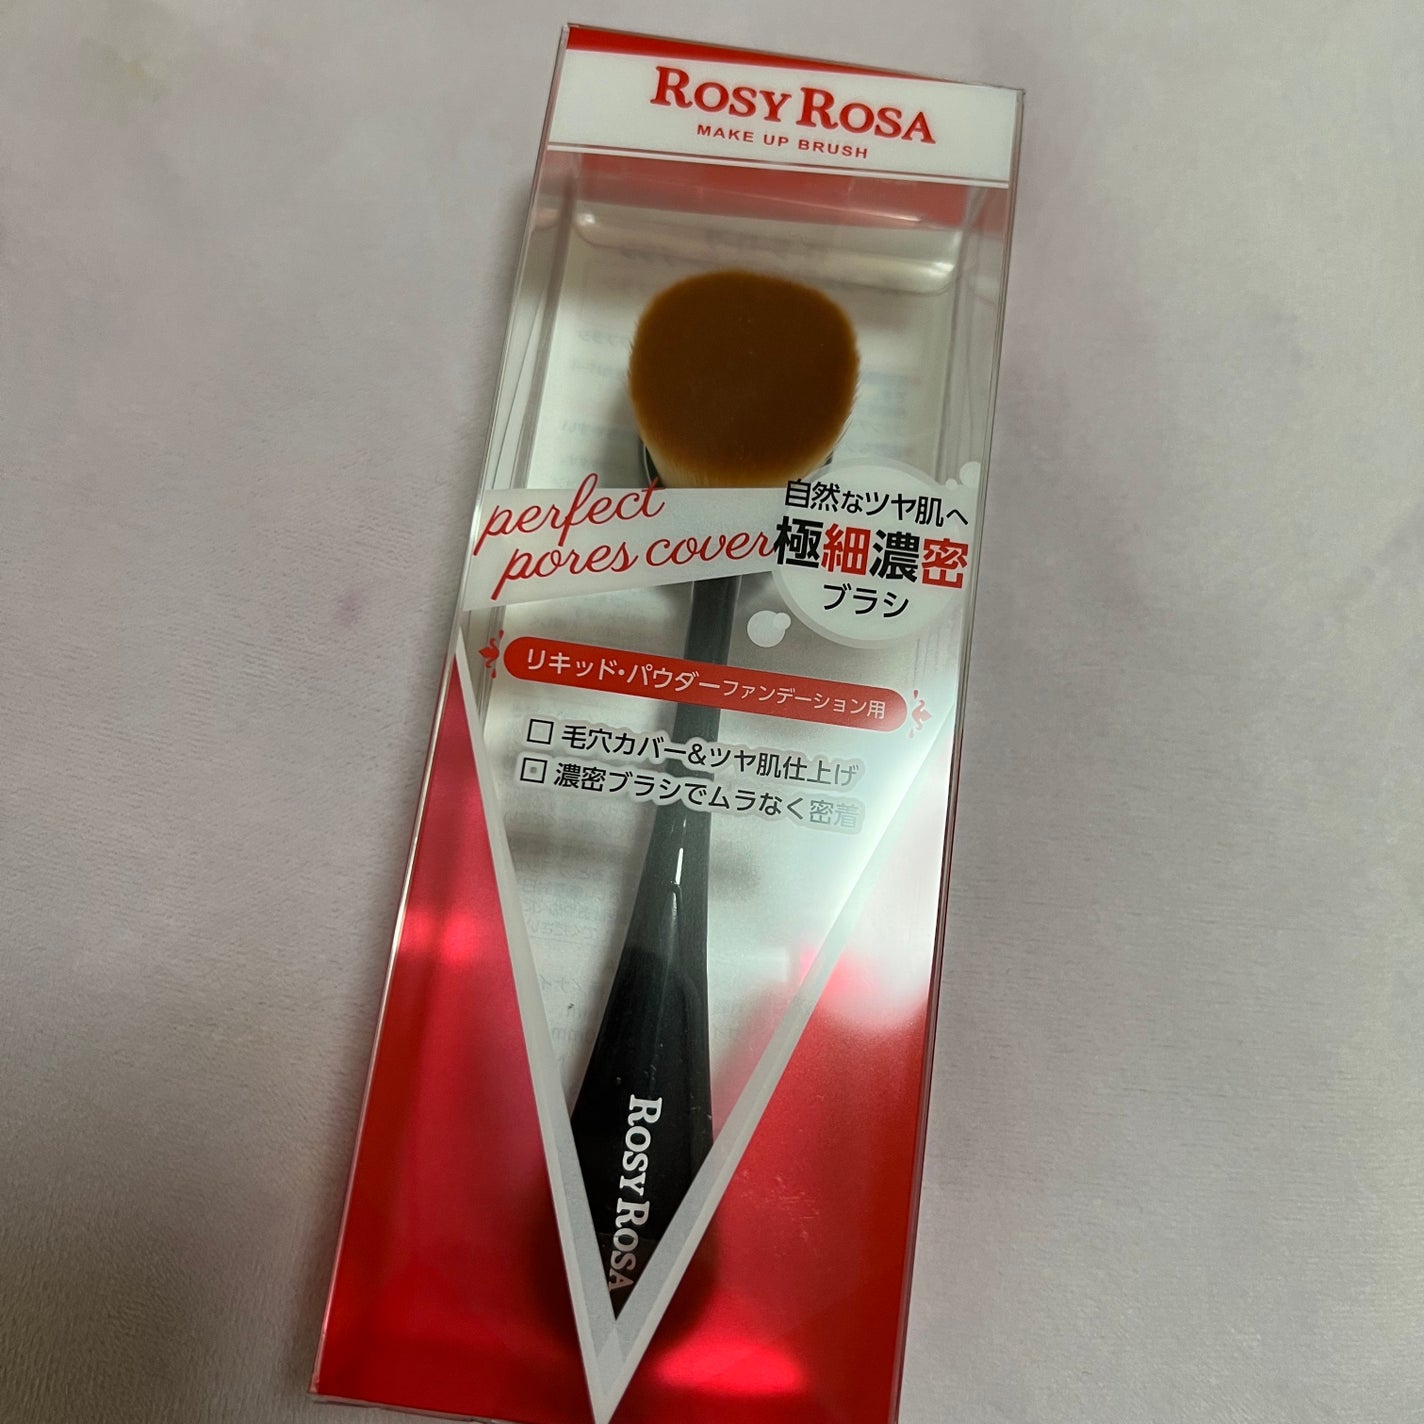 ROSY ROSA
MAKE UP BRUSH
perfect
pores cover
自然なツヤ肌へ
極細濃密
ブラシ
リキッド・パウダーファンデーション用
□ 毛穴カバー&ツヤ肌仕上げ
□ 濃密ブラシでムラなく密着
ROSY ROSA